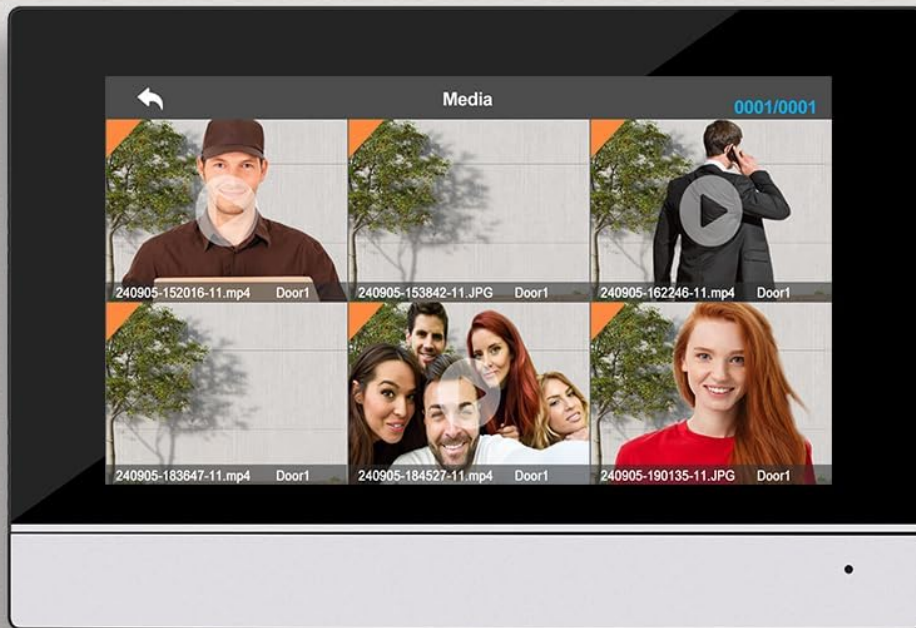 Media
0001/0001
240905-152016-11.mp4 Door1
240905-153842-11.JPG Door1
240905-162246-11.mp4 Door1
240905-183647-11.mp4 Door1
240905-184527-11.mp4 Door1
240905-190135-11.JPG Door1